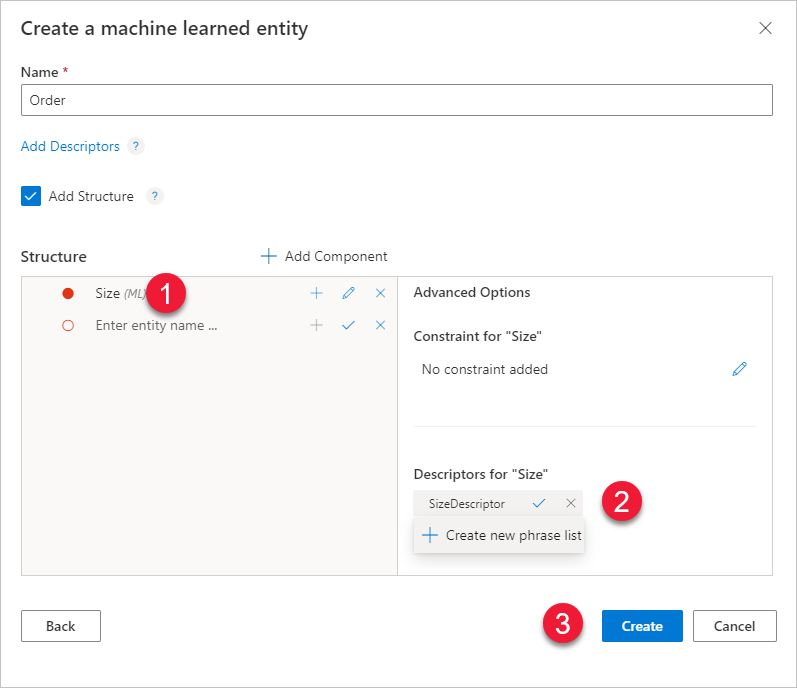 Create a machine learned entity
Name *
Order
Add Descriptors ?
Add Structure ?
Structure
Add Component
Size (ML)
1
Enter entity name ...
Advanced Options
Constraint for "Size"
No constraint added
Descriptors for "Size"
SizeDescriptor
2
Create new phrase list
Back
3
Create
Cancel